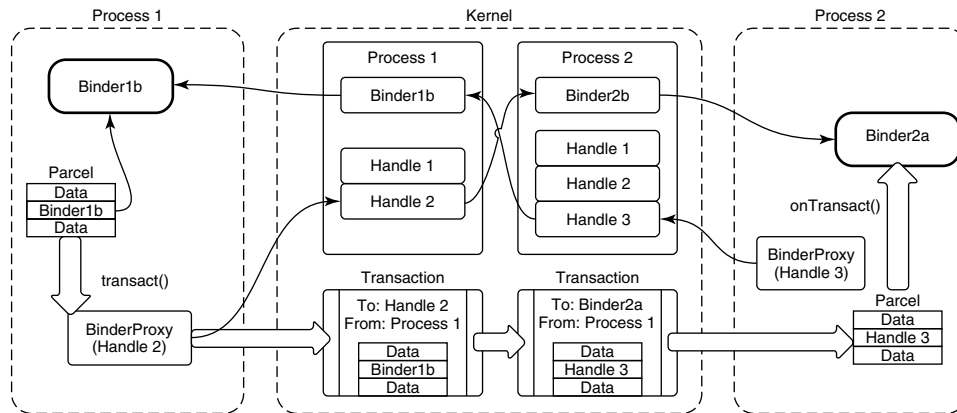 Process 1
Kernel
Process 2
Process 1
Process 2
Binder1b
Binder1b
Binder2b
Binder2a
Handle 1
Handle 2
Handle 1
Handle 2
Handle 3
Parcel
Data
Binder1b
Data
transact()
BinderProxy
(Handle 2)
onTransact()
BinderProxy
(Handle 3)
Transaction
To: Handle 2
From: Process 1
Data
Binder1b
Data
Transaction
To: Binder2a
From: Process 1
Data
Handle 3
Data
Parcel
Data
Handle 3
Data